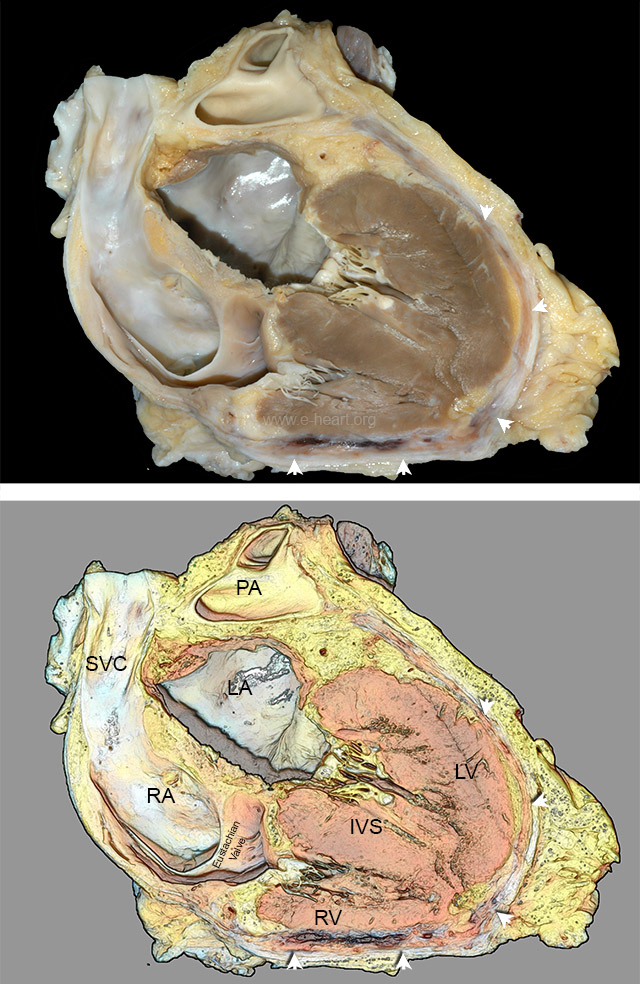 www.e-heart.org
PA
SVC
LA
LV
RA
IVS
Eustachian
Valve
RV